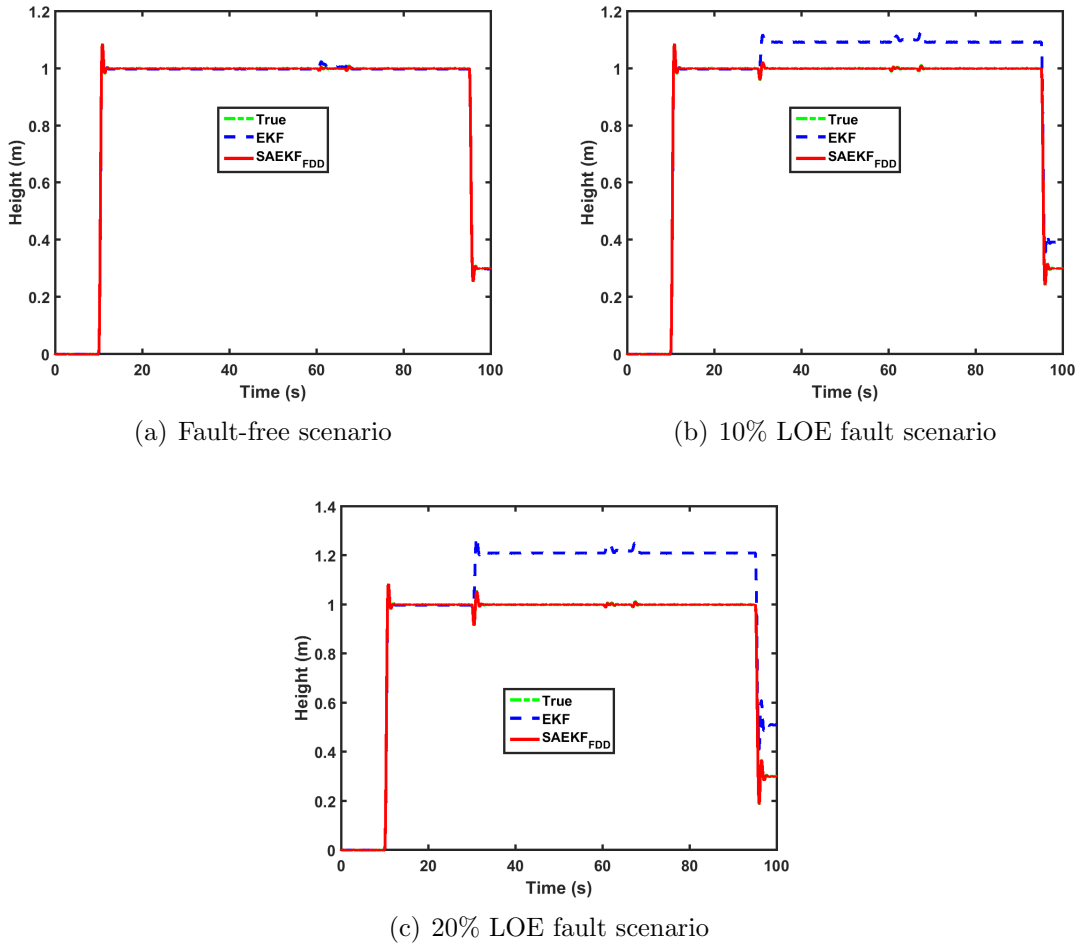 1.2
1
0.8
0.6
0.4
0.2
0
Height (m)
True
EKF
SAEKF_FDD
0 20 40 60 80 100
Time (s)
(a) Fault-free scenario
1.2
1
0.8
0.6
0.4
0.2
0
Height (m)
True
EKF
SAEKF_FDD
0 20 40 60 80 100
Time (s)
(b) 10% LOE fault scenario
1.4
1.2
1
0.8
0.6
0.4
0.2
0
Height (m)
True
EKF
SAEKF_FDD
0 20 40 60 80 100
Time (s)
(c) 20% LOE fault scenario